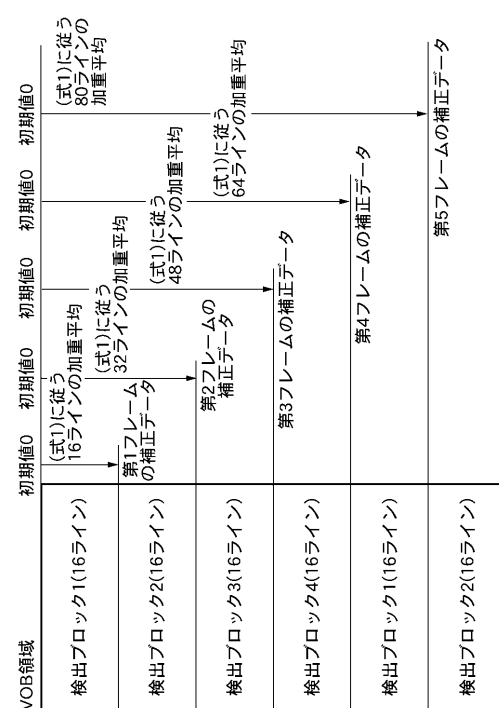 VOB領域
検出ブロック1(16ライン)
検出ブロック2(16ライン)
検出ブロック3(16ライン)
検出ブロック4(16ライン)
検出ブロック1(16ライン)
検出ブロック2(16ライン)
初期値0
(式1)に従う
16ラインの加重平均
第1フレーム
の補正データ
初期値0
(式1)に従う
32ラインの加重平均
第2フレームの
補正データ
初期値0
(式1)に従う
48ラインの加重平均
第3フレームの補正データ
初期値0
(式1)に従う
64ラインの加重平均
第4フレームの補正データ
初期値0
(式1)に従う
80ラインの
加重平均
第5フレームの補正データ